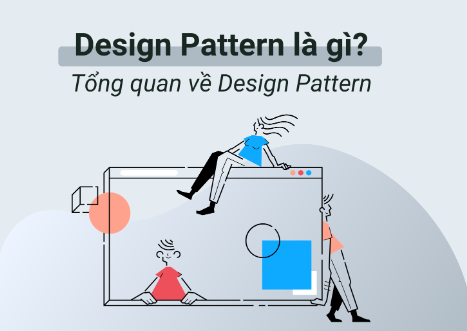 Design Pattern là gì?
Tổng quan về Design Pattern